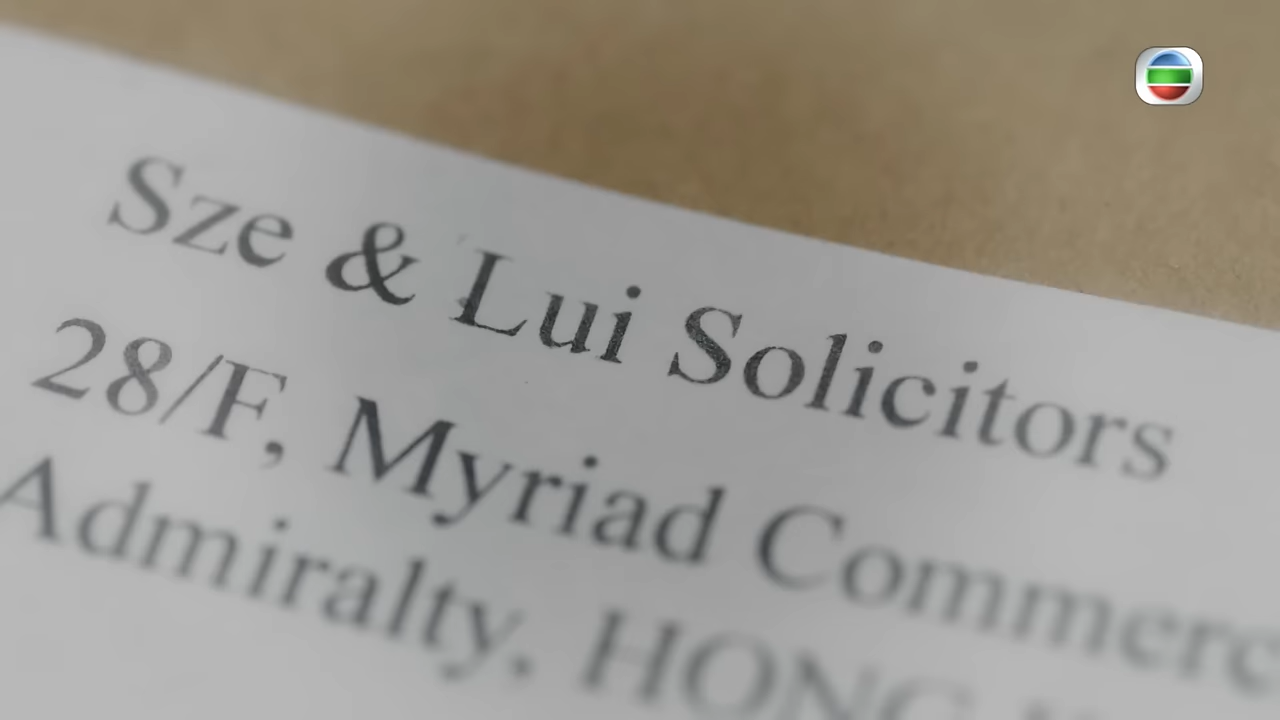 Sze & Lui Solicitors
28/F, Myriad Commerc
Admiralty, HONG